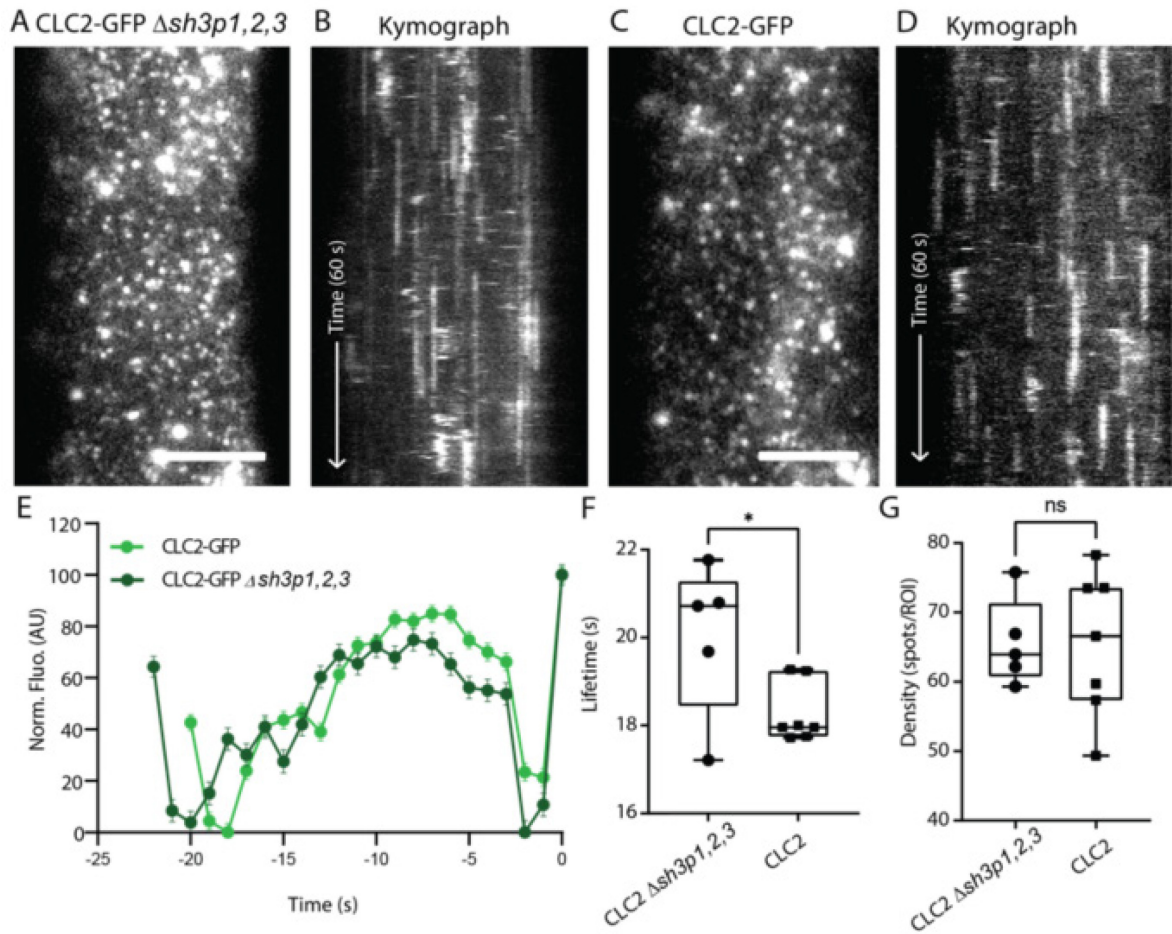 A CLC2-GFP Δsh3p1,2,3
B Kymograph
C CLC2-GFP
D Kymograph
Time (60 s)
Time (60 s)
E
120
100
80
60
40
20
0
-25
-20
-15
-10
-5
0
Norm. Fluo. (AU)
Time (s)
CLC2-GFP
CLC2-GFP Δsh3p1,2,3
F
*
22
20
18
16
Lifetime (s)
CLC2 Δsh3p1,2,3
CLC2
G
ns
80
70
60
50
40
Density (spots/ROI)
CLC2 Δsh3p1,2,3
CLC2